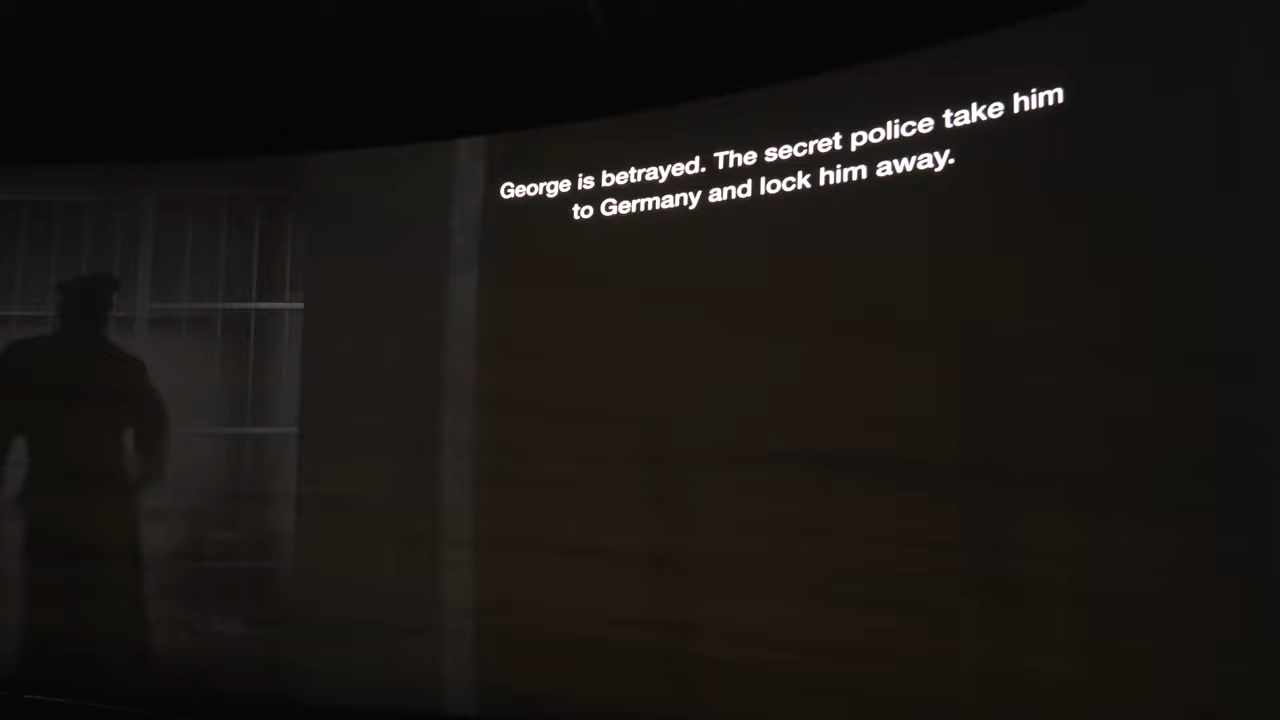 George is betrayed. The secret police take him
to Germany and lock him away.